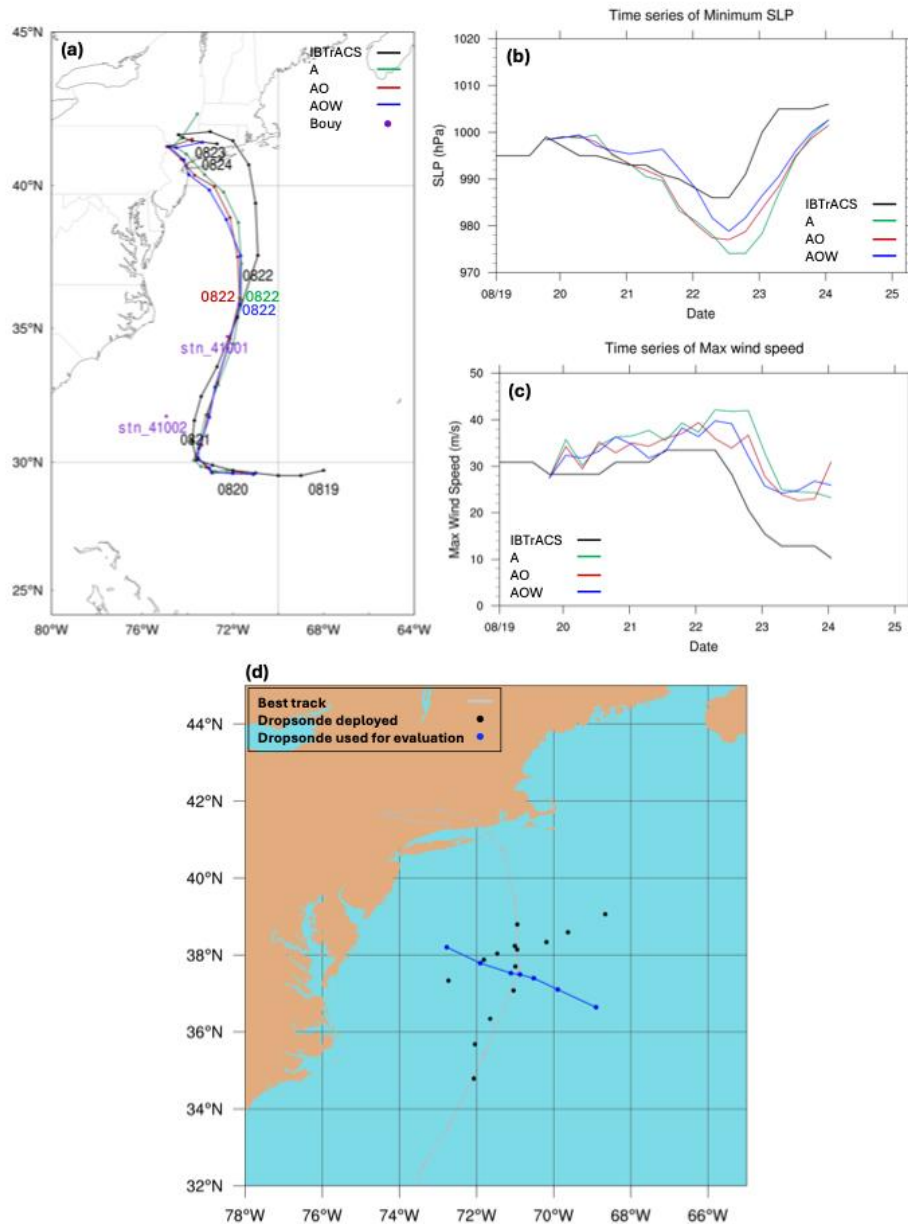 (a)
IBTrACS
A
AO
AOW
Bouy
45°N
40°N
35°N
30°N
25°N
0823
0824
0822
0822
0822
0822
stn_41001
stn_41002
0821
0820
0819
80°W
76°W
72°W
68°W
64°W
Time series of Minimum SLP
(b)
SLP (hPa)
1020
1010
1000
990
980
970
IBTrACS
A
AO
AOW
08/19
20
21
22
23
24
25
Date
Time series of Max wind speed
(c)
Max Wind Speed (m/s)
50
40
30
20
10
0
IBTrACS
A
AO
AOW
08/19
20
21
22
23
24
25
Date
(d)
Best track
Dropsonde deployed
Dropsonde used for evaluation
44°N
42°N
40°N
38°N
36°N
34°N
32°N
78°W
76°W
74°W
72°W
70°W
68°W
66°W